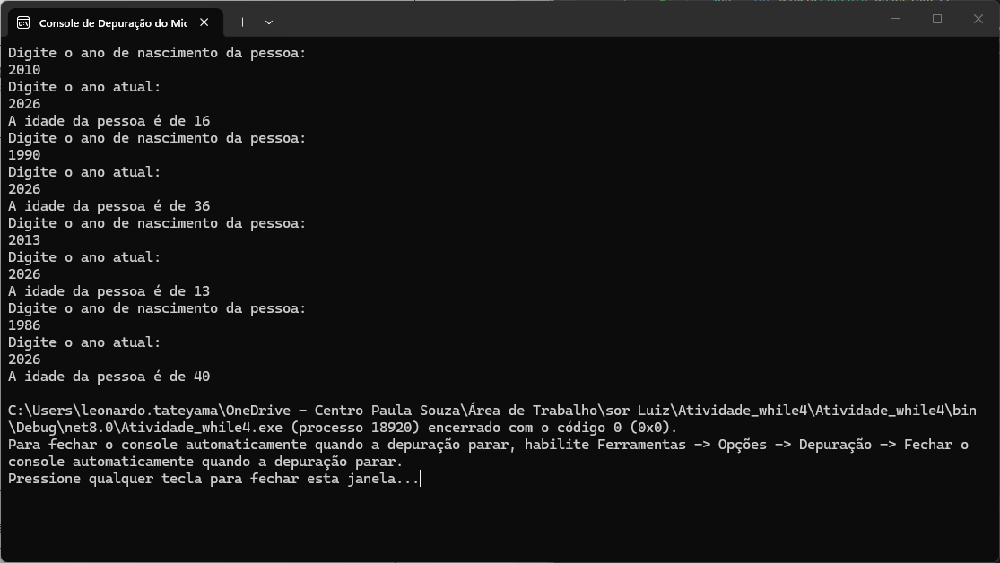 Console de Depuração do Mic
Digite o ano de nascimento da pessoa:
2010
Digite o ano atual:
2026
A idade da pessoa é de 16
Digite o ano de nascimento da pessoa:
1990
Digite o ano atual:
2026
A idade da pessoa é de 36
Digite o ano de nascimento da pessoa:
2013
Digite o ano atual:
2026
A idade da pessoa é de 13
Digite o ano de nascimento da pessoa:
1986
Digite o ano atual:
2026
A idade da pessoa é de 40
C:\Users\leonardo.tateyama\OneDrive - Centro Paula Souza\Área de Trabalho\sor Luiz\Atividade_while4\Atividade_while4\bin
\Debug\net8.0\Atividade_while4.exe (processo 18920) encerrado com o código 0 (0x0).
Para fechar o console automaticamente quando a depuração parar, habilite Ferramentas -> Opções -> Depuração -> Fechar o
console automaticamente quando a depuração parar.
Pressione qualquer tecla para fechar esta janela...